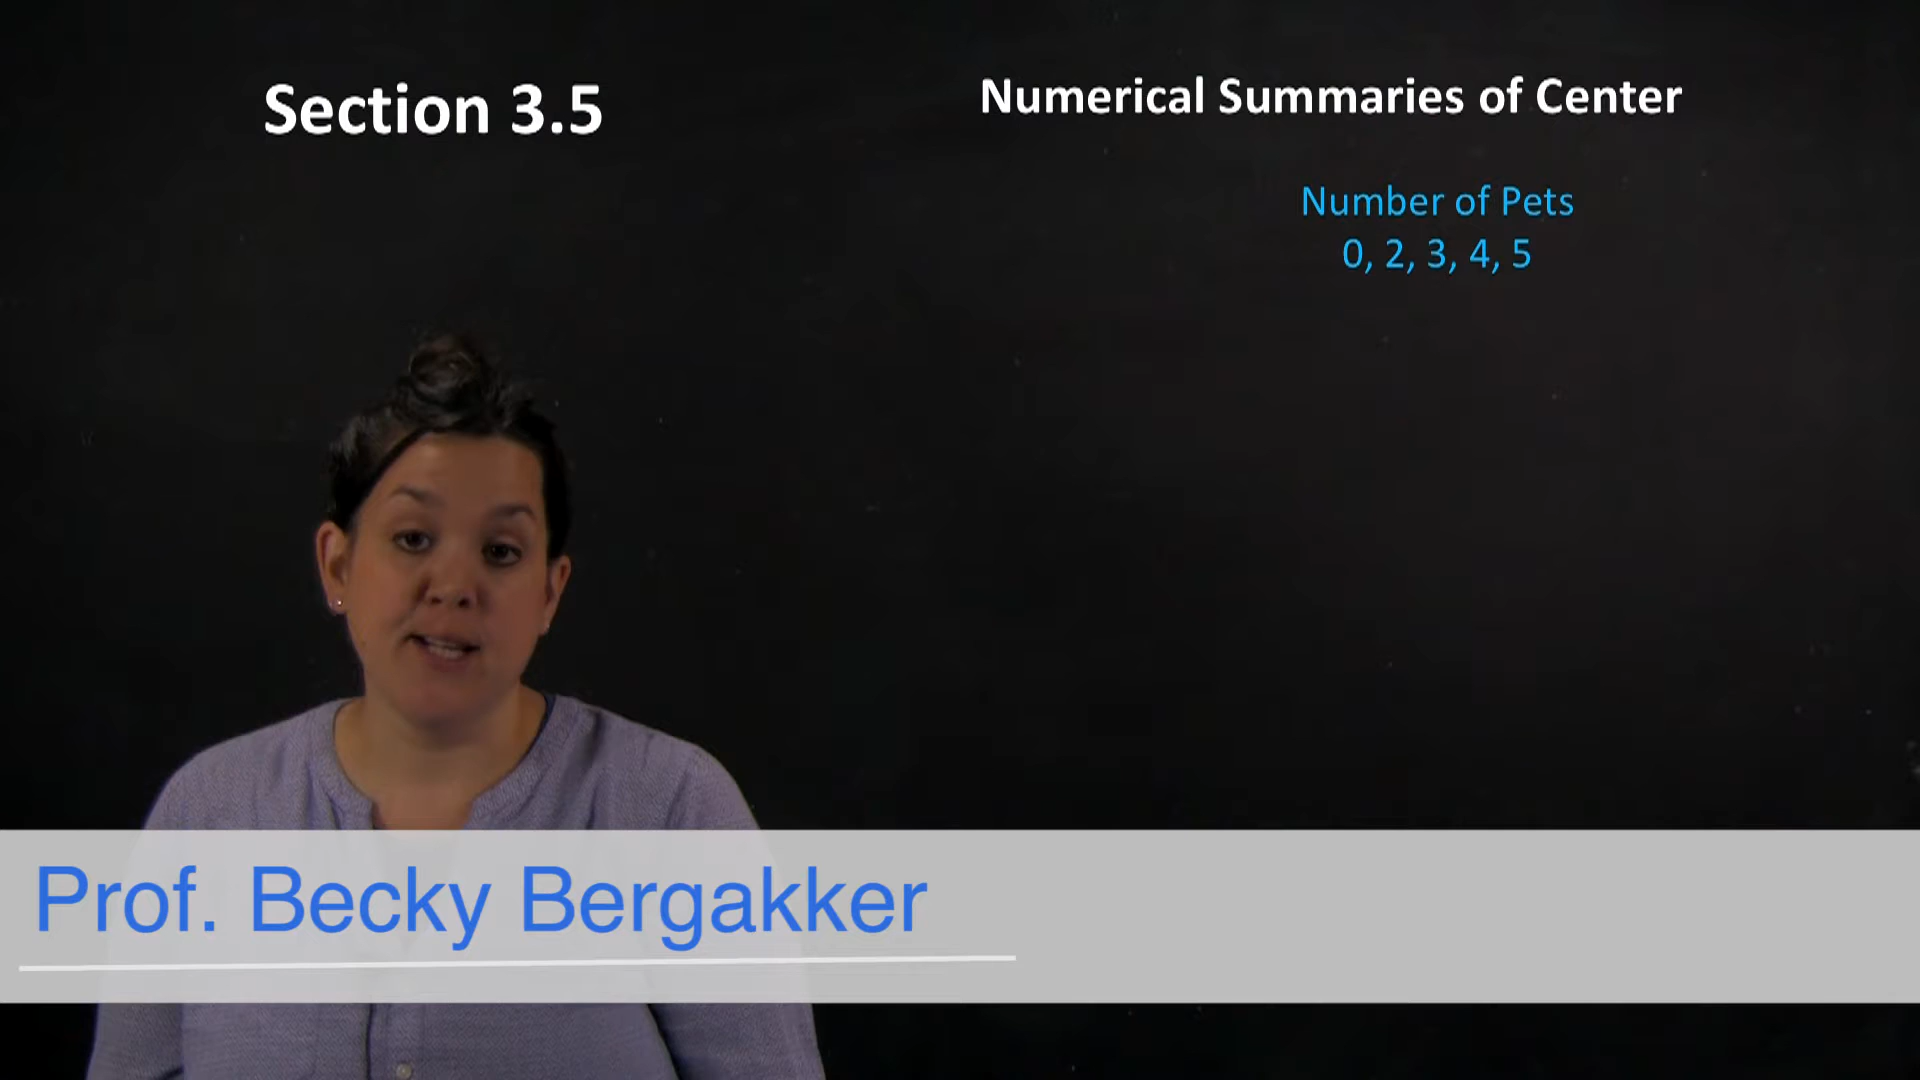 Section 3.5
Numerical Summaries of Center
Number of Pets
0, 2, 3, 4, 5
Prof. Becky Bergakker